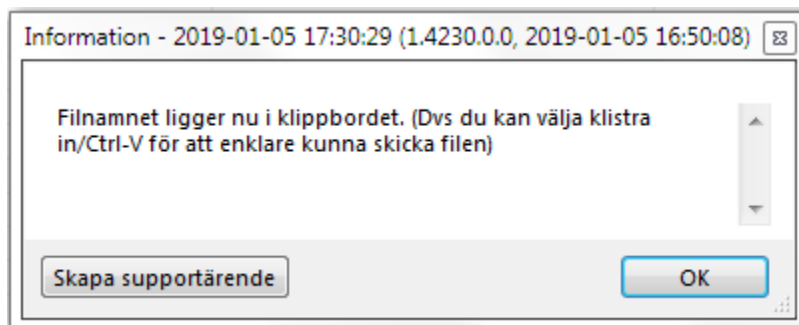 Information - 2019-01-05 17:30:29 (1.4230.0.0, 2019-01-05 16:50:08)
Filnamnet ligger nu i klippbordet. (Dvs du kan välja klistra
in/Ctrl-V för att enklare kunna skicka filen)
Skapa supportärende
OK